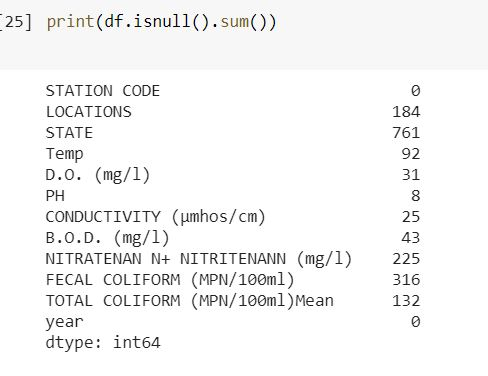 [25] print(df.isnull().sum())
STATION CODE 0
LOCATIONS 184
STATE 761
Temp 92
D.O. (mg/l) 31
PH 8
CONDUCTIVITY (µmhos/cm) 25
B.O.D. (mg/l) 43
NITRATENAN N+ NITRITENANN (mg/l) 225
FECAL COLIFORM (MPN/100ml) 316
TOTAL COLIFORM (MPN/100ml)Mean 132
year 0
dtype: int64